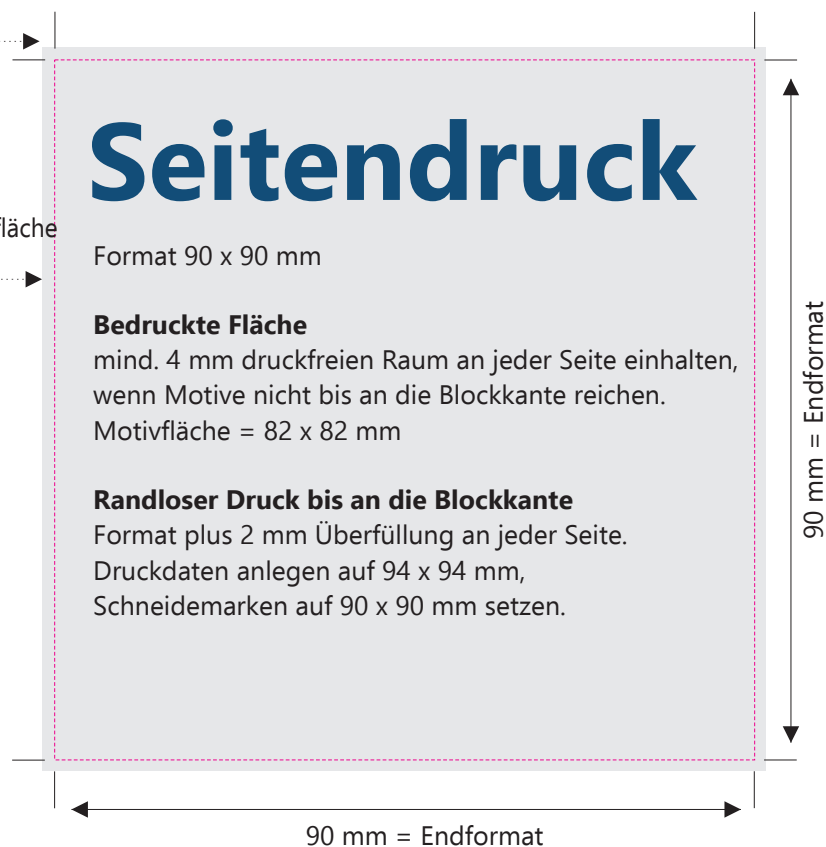 Seitendruck
fläche
Format 90 x 90 mm
Bedruckte Fläche
mind. 4 mm druckfreien Raum an jeder Seite einhalten,
wenn Motive nicht bis an die Blockkante reichen.
Motivfläche = 82 x 82 mm
Randloser Druck bis an die Blockkante
Format plus 2 mm Überfüllung an jeder Seite.
Druckdaten anlegen auf 94 x 94 mm,
Schneidemarken auf 90 x 90 mm setzen.
90 mm = Endformat
90 mm = Endformat